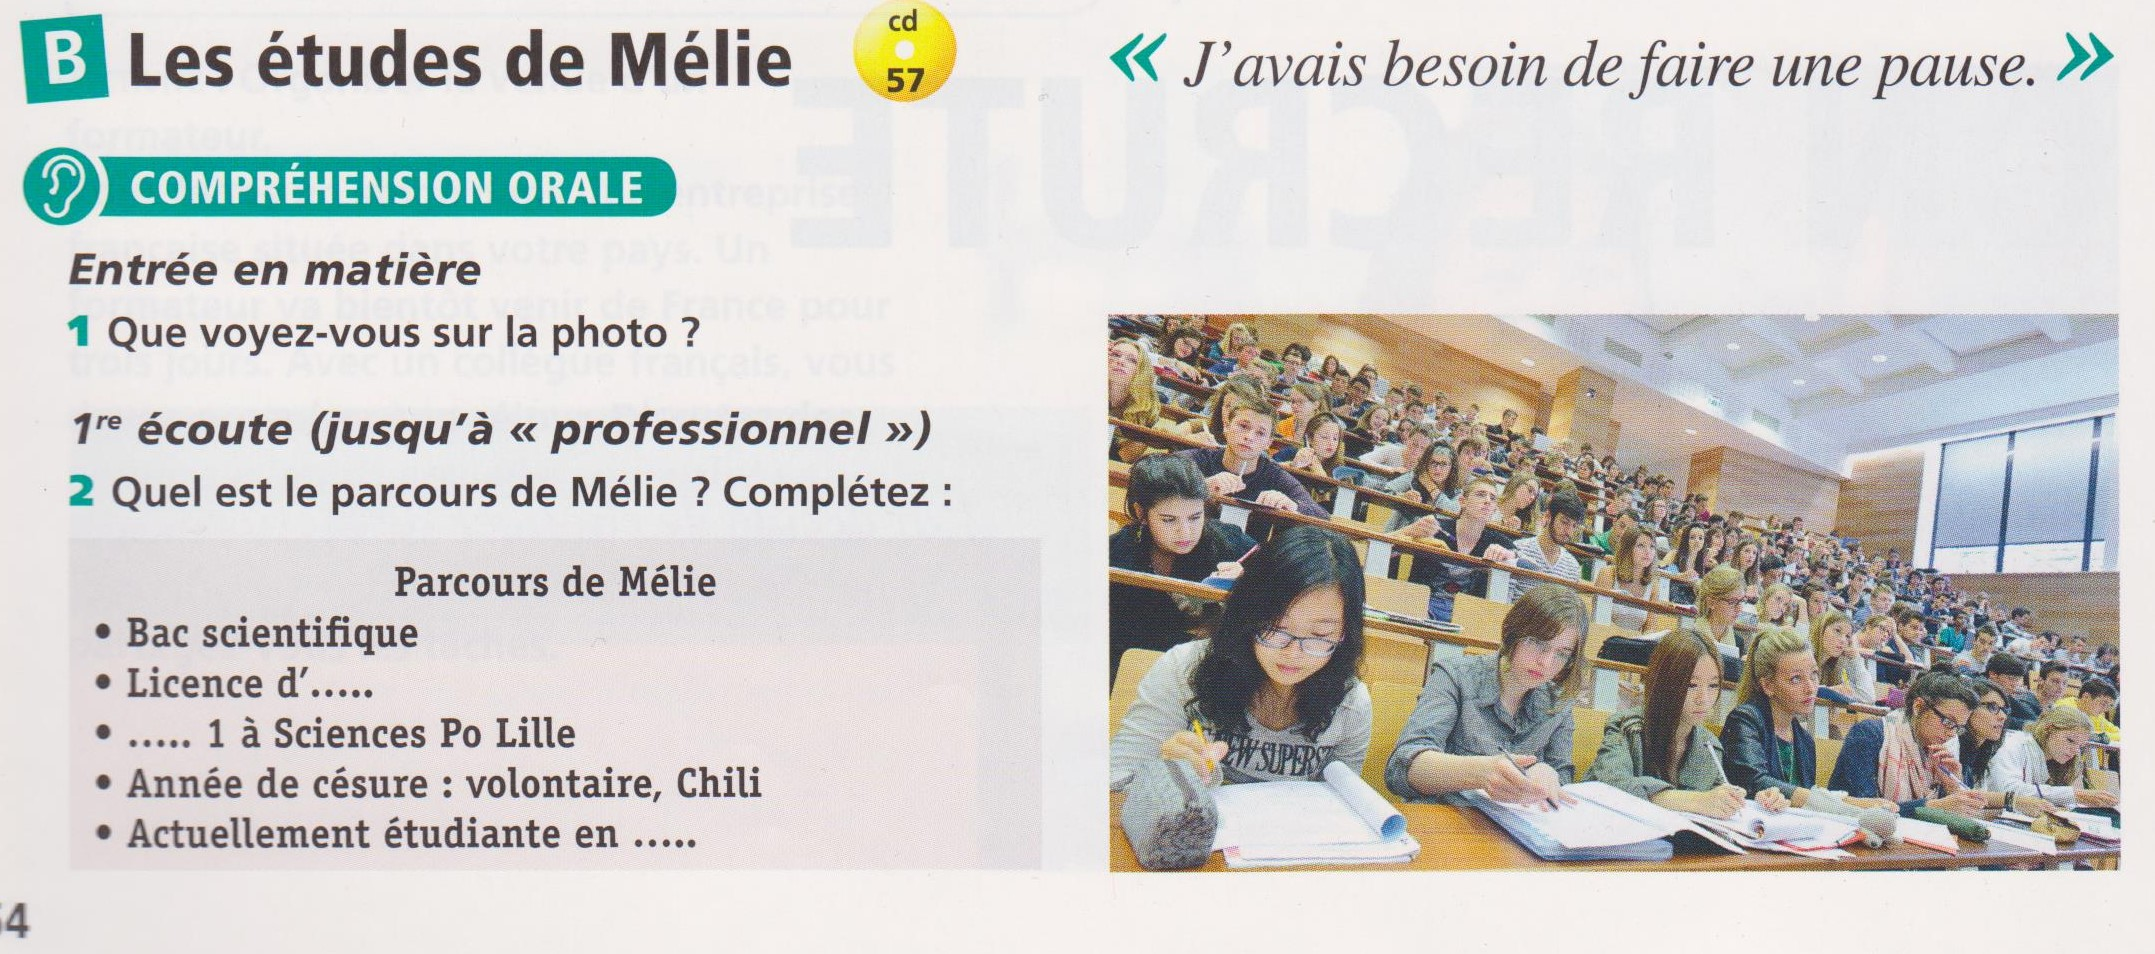 B Les études de Mélie
cd
57
« J'avais besoin de faire une pause. »
COMPRÉHENSION ORALE
Entrée en matière
1 Que voyez-vous sur la photo ?
1re écoute (jusqu'à « professionnel »)
2 Quel est le parcours de Mélie ? Complétez :
Parcours de Mélie
• Bac scientifique
• Licence d'.....
• ..... 1 à Sciences Po Lille
• Année de césure : volontaire, Chili
• Actuellement étudiante en .....
4